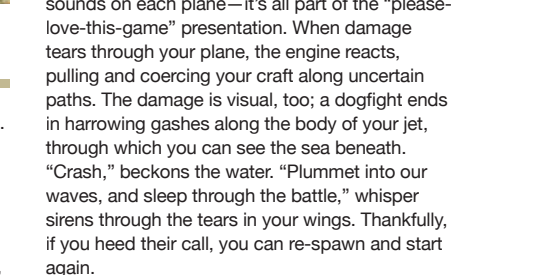 sounds on each plane—it’s all part of the “please-
love-this-game” presentation. When damage
tears through your plane, the engine reacts,
pulling and coercing your craft along uncertain
paths. The damage is visual, too; a dogfight ends
in harrowing gashes along the body of your jet,
through which you can see the sea beneath.
“Crash,” beckons the water. “Plummet into our
waves, and sleep through the battle,” whisper
sirens through the tears in your wings. Thankfully,
if you heed their call, you can re-spawn and start
again.